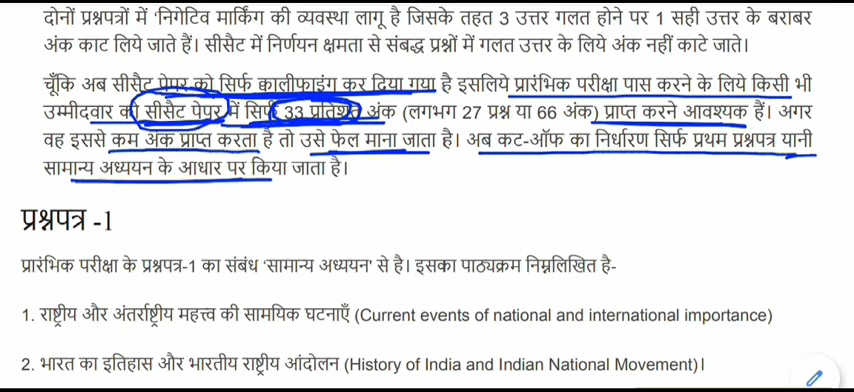 दोनों प्रश्नपत्रों में 'निगेटिव मार्किंग की व्यवस्था लागू है जिसके तहत 3 उत्तर गलत होने पर 1 सही उत्तर के बराबर
अंक काट लिये जाते हैं। सीसैट में निर्णयन क्षमता से संबद्ध प्रश्नों में गलत उत्तर के लिये अंक नहीं काटे जाते।
चूँकि अब सीसैट पेपर को सिर्फ क्वालीफाइंग कर दिया गया है इसलिये प्रारंभिक परीक्षा पास करने के लिये किसी भी
उम्मीदवार को सीसैट पेपर में सिर्फ 33 प्रतिशत अंक (लगभग 27 प्रश्न या 66 अंक) प्राप्त करने आवश्यक हैं। अगर
वह इससे कम अंक प्राप्त करता है तो उसे फेल माना जाता है। अब कट-ऑफ का निर्धारण सिर्फ प्रथम प्रश्नपत्र यानी
सामान्य अध्ययन के आधार पर किया जाता है।
प्रश्नपत्र -1
प्रारंभिक परीक्षा के प्रश्नपत्र-1 का संबंध 'सामान्य अध्ययन' से है। इसका पाठ्यक्रम निम्नलिखित है-
1. राष्ट्रीय और अंतर्राष्ट्रीय महत्त्व की सामयिक घटनाएँ (Current events of national and international importance)
2. भारत का इतिहास और भारतीय राष्ट्रीय आंदोलन (History of India and Indian National Movement)।